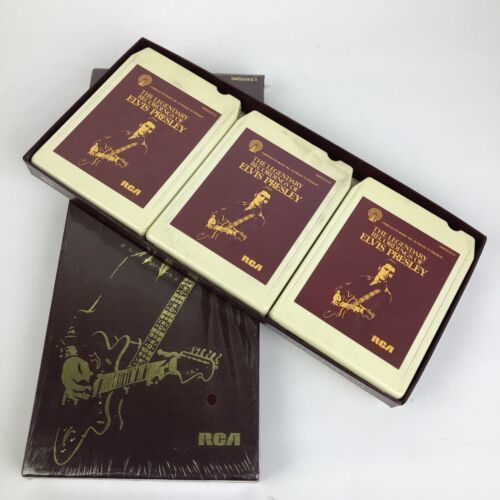 THE LEGENDARY
RECORDINGS OF
ELVIS PRESLEY
RCA
THE LEGENDARY
RECORDINGS OF
ELVIS PRESLEY
RCA
THE LEGENDARY
RECORDINGS OF
ELVIS PRESLEY
RCA
RCA